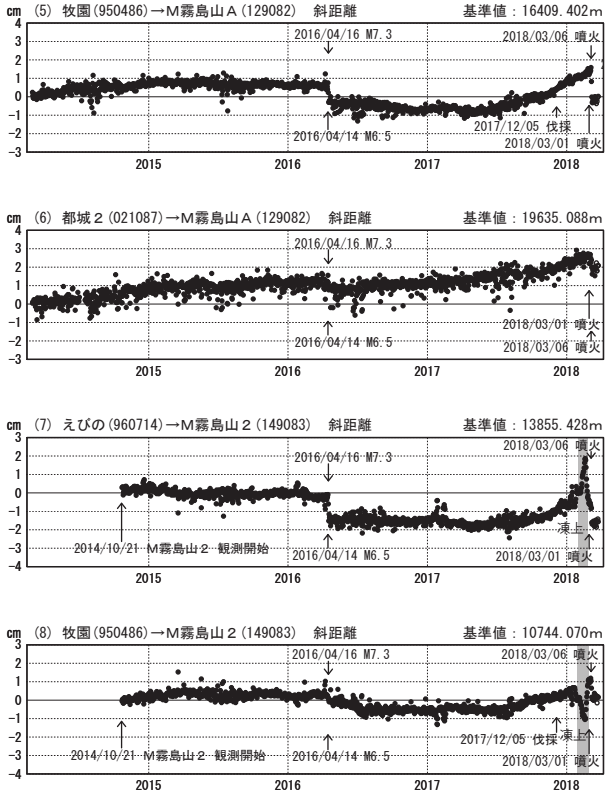 cm (5) 牧園(950486)→M霧島山A(129082) 斜距離 基準値：16409.402m
4
3
2
1
0
-1
-2
-3
2016/04/16 M7.3
2018/03/06 噴火
2016/04/14 M6.5
2017/12/05 伐採
2018/03/01 噴火
2015 2016 2017 2018
cm (6) 都城2(021087)→M霧島山A(129082) 斜距離 基準値：19635.088m
4
3
2
1
0
-1
-2
-3
2016/04/16 M7.3
2016/04/14 M6.5
2018/03/01 噴火
2018/03/06 噴火
2015 2016 2017 2018
cm (7) えびの(960714)→M霧島山2(149083) 斜距離 基準値：13855.428m
3
2
1
0
-1
-2
-3
-4
2016/04/16 M7.3
2018/03/06 噴火
2014/10/21 M霧島山2 観測開始
2016/04/14 M6.5
凍上
2018/03/01 噴火
2015 2016 2017 2018
cm (8) 牧園(950486)→M霧島山2(149083) 斜距離 基準値：10744.070m
3
2
1
0
-1
-2
-3
-4
2016/04/16 M7.3
2018/03/06 噴火
2014/10/21 M霧島山2 観測開始
2016/04/14 M6.5
2017/12/05 伐採
凍上
2018/03/01 噴火
2015 2016 2017 2018